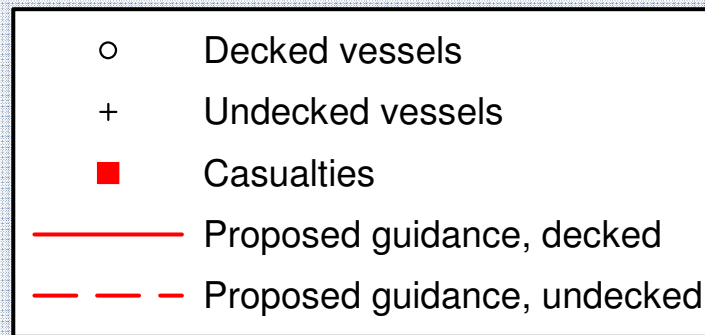 Decked vessels
Undecked vessels
Casualties
Proposed guidance, decked
Proposed guidance, undecked